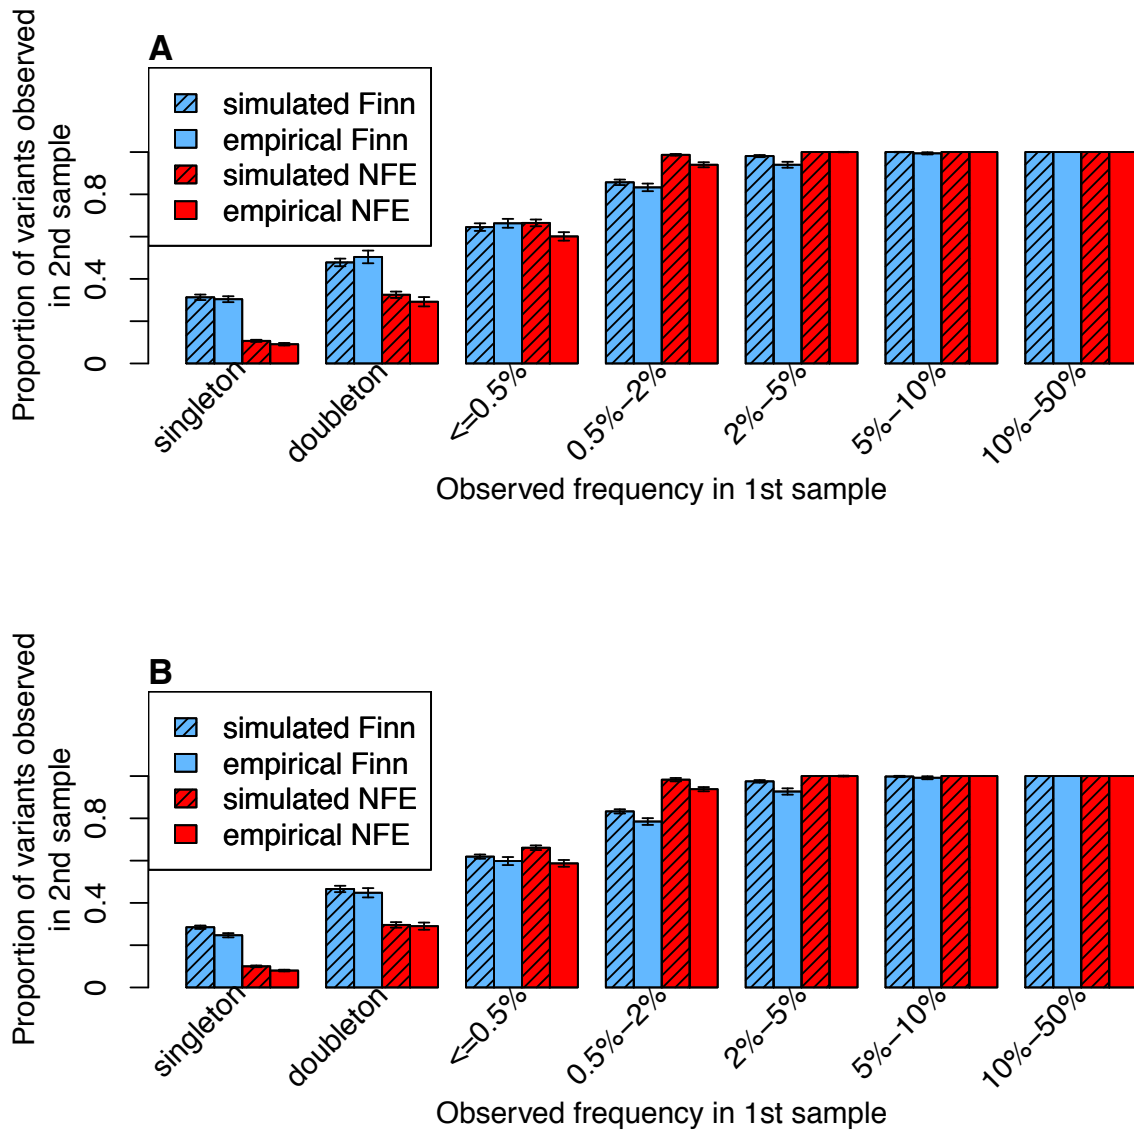 A
Proportion of variants observed
in 2nd sample
simulated Finn
empirical Finn
simulated NFE
empirical NFE
0.8
0.4
0
singleton
doubleton
<=0.5%
0.5%−2%
2%−5%
5%−10%
10%−50%
Observed frequency in 1st sample
B
Proportion of variants observed
in 2nd sample
simulated Finn
empirical Finn
simulated NFE
empirical NFE
0.8
0.4
0
singleton
doubleton
<=0.5%
0.5%−2%
2%−5%
5%−10%
10%−50%
Observed frequency in 1st sample